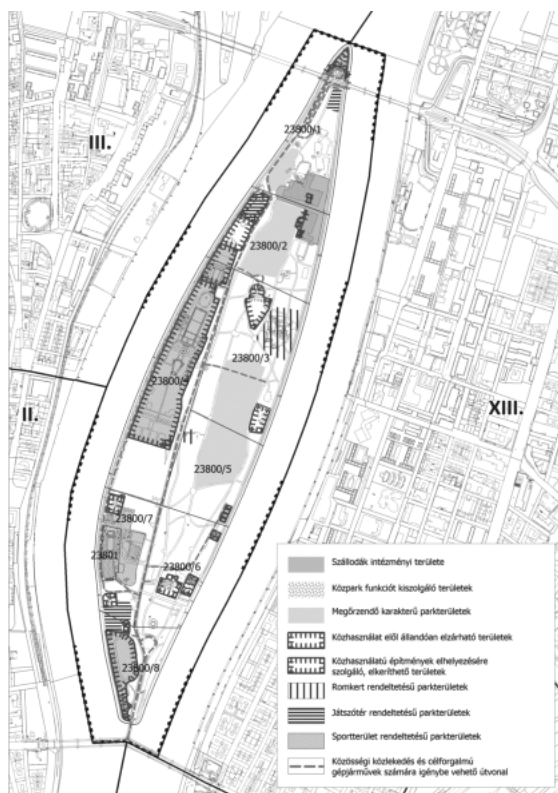 23800/1
III.
23800/2
23800/3
23800/4
II.
XIII.
23800/5
23800/7
23801
23800/6
23800/8
Szállodák intézményi területe
Közpark funkciót kiszolgáló területek
Megőrzendő karakterű parkterületek
Közhasználat elől állandóan elzárható területek
Közhasználatú építmények elhelyezésére
szolgáló, elkeríthető területek
Romkert rendeltetésű parkterületek
Játszótér rendeltetésű parkterületek
Sportterület rendeltetésű parkterületek
Közösségi közlekedés és célforgalmú
gépjárművek számára igénybe vehető útvonal